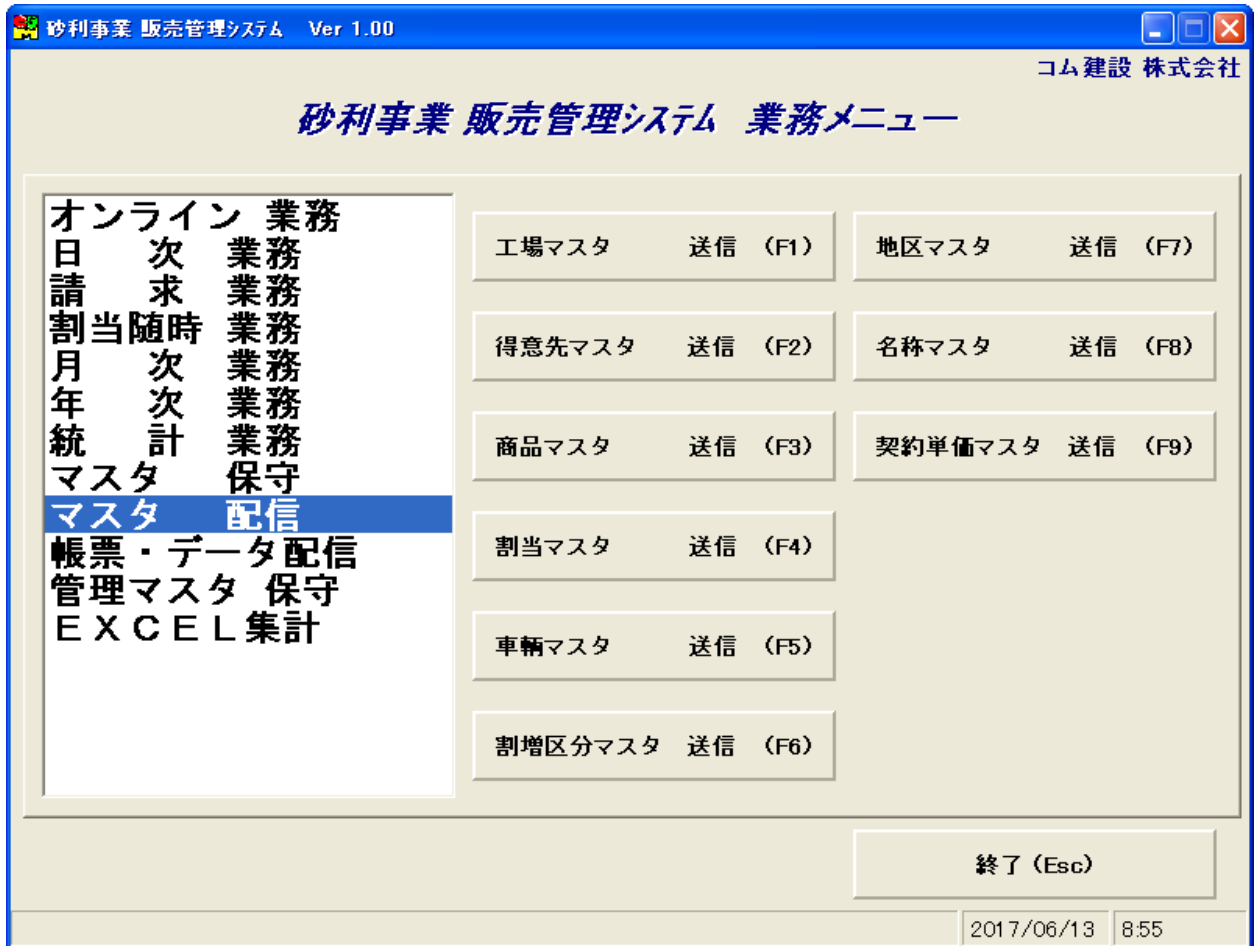 砂利事業 販売管理システム Ver 1.00
コム建設 株式会社
砂利事業 販売管理システム 業務メニュー
オンライン 業務
日 次 業務
請 求 業務
割当随時 業務
月 次 業務
年 次 業務
統 計 業務
マスタ 保守
マスタ 配信
帳票・データ配信
管理マスタ 保守
ＥＸＣＥＬ集計
工場マスタ 送信 (F1)
得意先マスタ 送信 (F2)
商品マスタ 送信 (F3)
割当マスタ 送信 (F4)
車輌マスタ 送信 (F5)
割増区分マスタ 送信 (F6)
地区マスタ 送信 (F7)
名称マスタ 送信 (F8)
契約単価マスタ 送信 (F9)
終了 (Esc)
2017/06/13 8:55